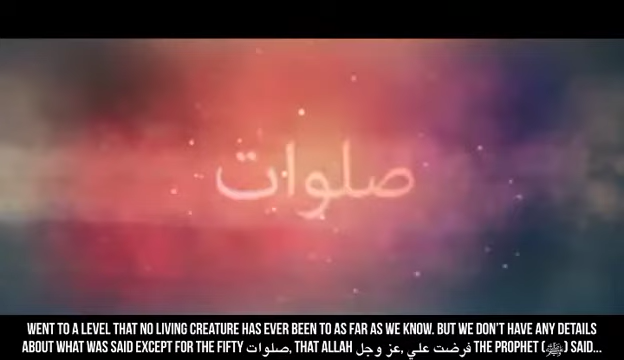 صلوات
WENT TO A LEVEL THAT NO LIVING CREATURE HAS EVER BEEN TO AS FAR AS WE KNOW. BUT WE DON'T HAVE ANY DETAILS
ABOUT WHAT WAS SAID EXCEPT FOR THE FIFTY صلوات, THAT ALLAH عز وجل, فرضت علي THE PROPHET (ﷺ) SAID...